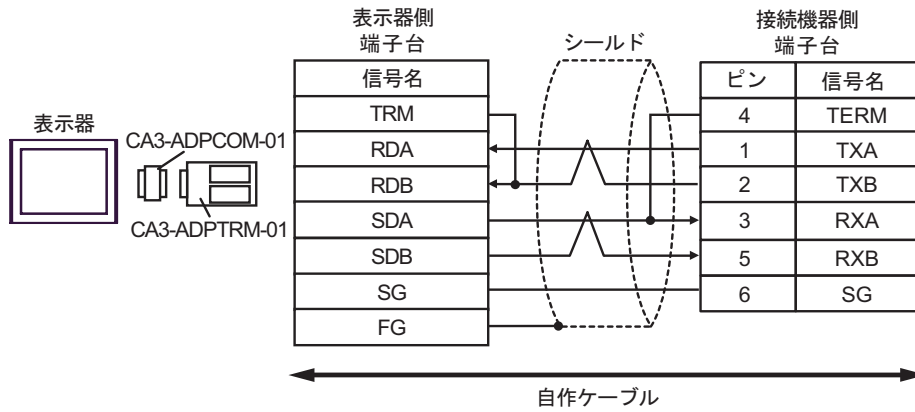 表示器側
端子台
シールド
接続機器側
端子台
信号名
ピン 信号名
TRM
4 TERM
表示器
CA3-ADPCOM-01
RDA
1 TXA
RDB
2 TXB
CA3-ADPTRM-01
SDA
3 RXA
SDB
5 RXB
SG
6 SG
FG
自作ケーブル